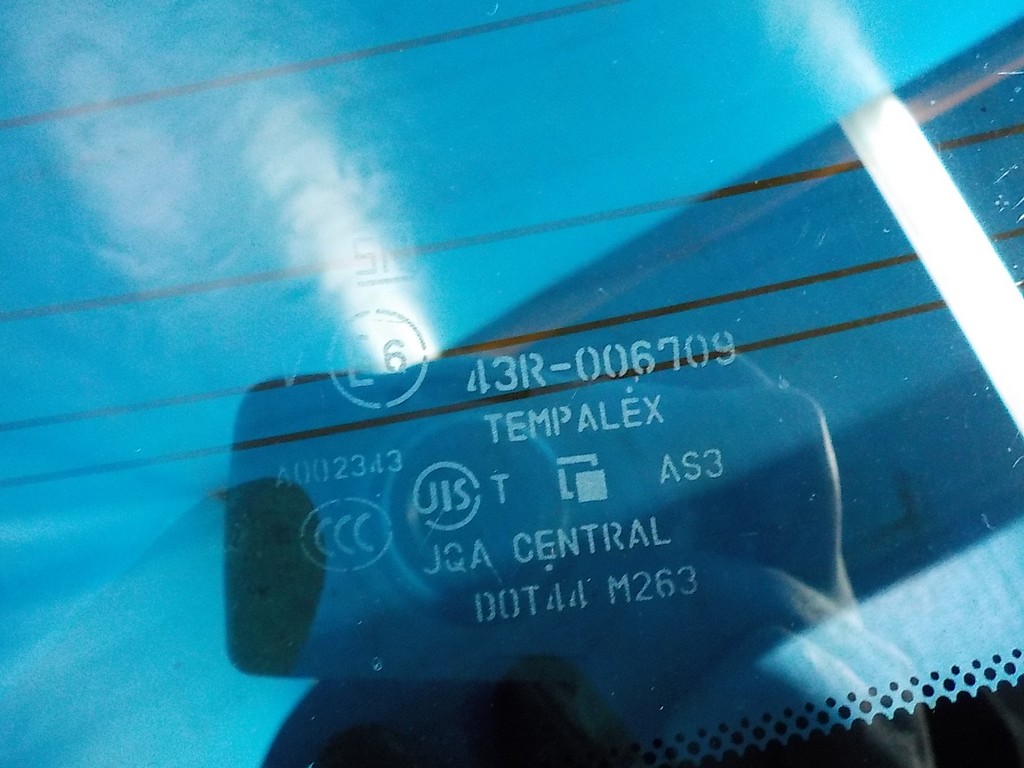 E6 43R-006709
TEMPALEX
A002343
CCC JIS T AS3
JQA CENTRAL
DOT44 M263